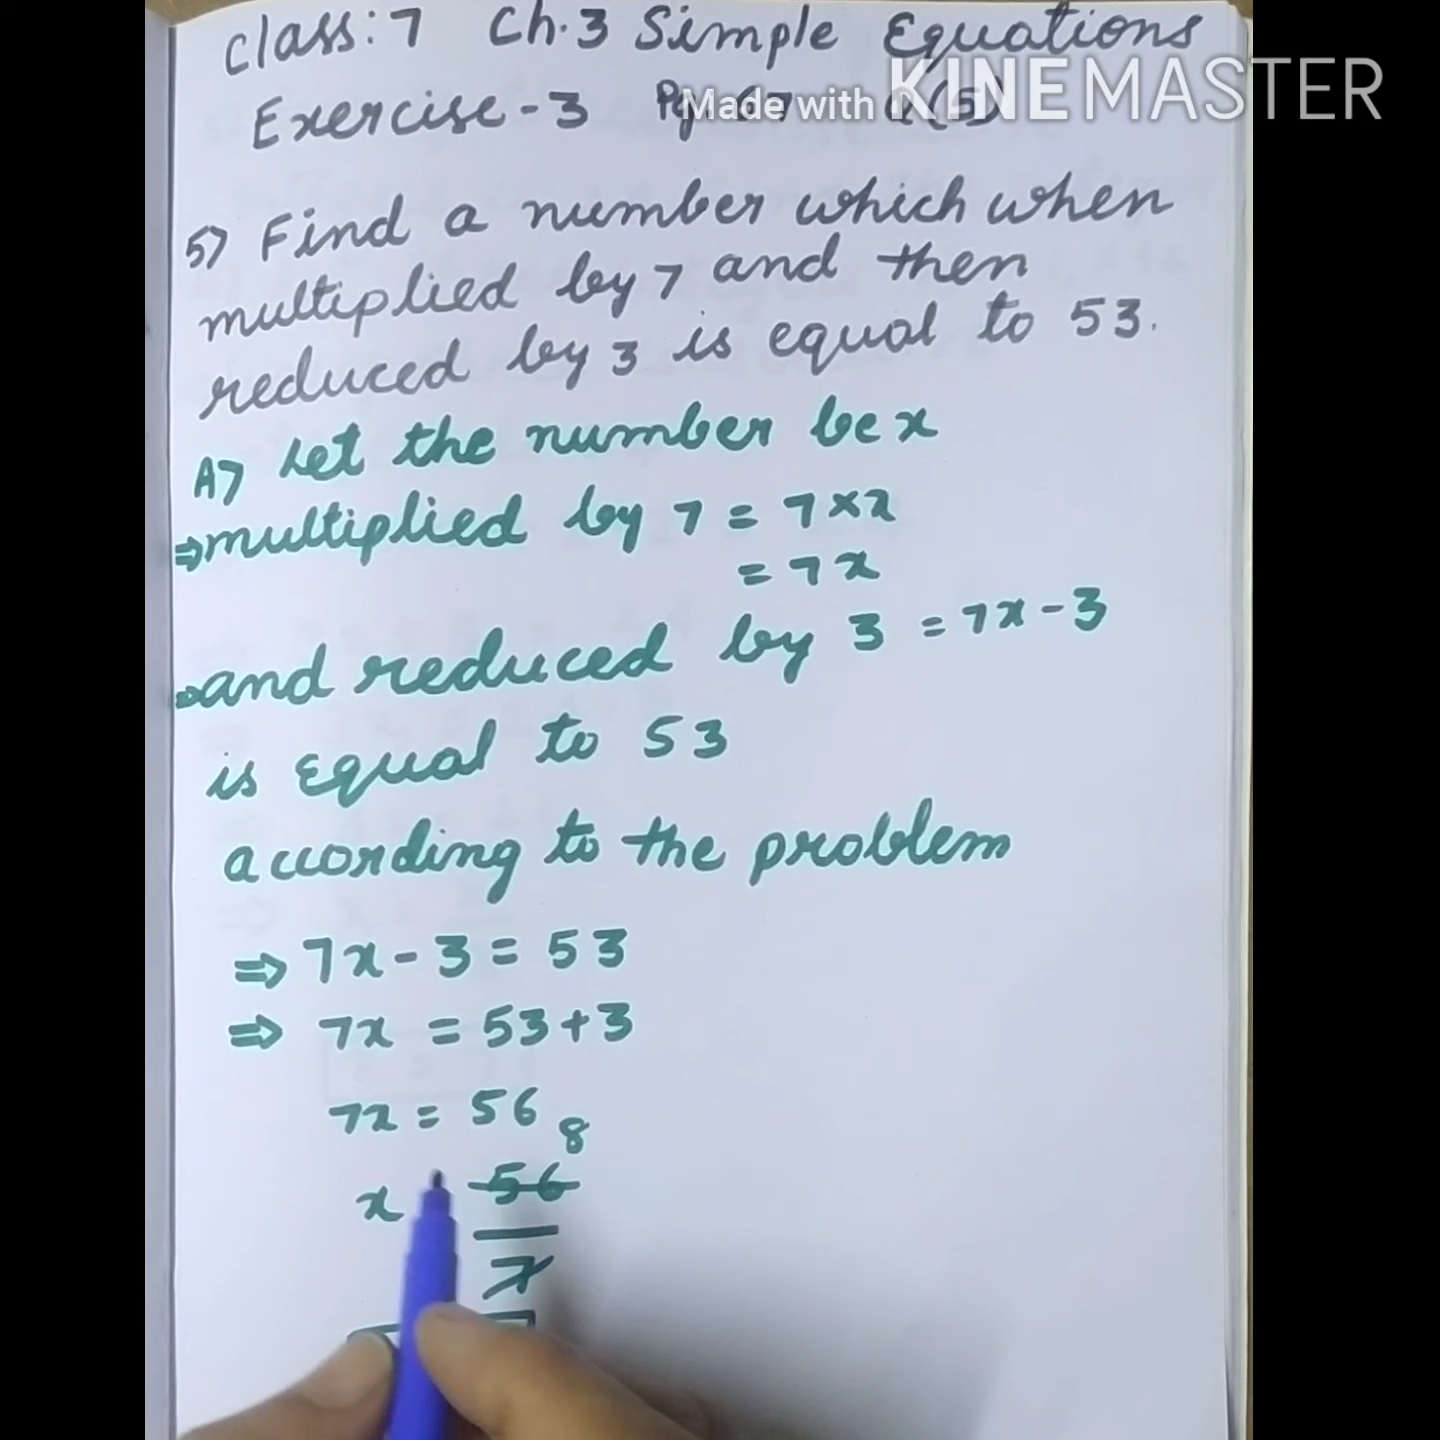 Class: 7 Ch.3 Simple Equations
Exercise-3 Pg. 67 Q(5)
Made with KINEMASTER
5) Find a number which when
multiplied by 7 and then
reduced by 3 is equal to 53.
A) Let the number be x
⇒ multiplied by 7 = 7×x
= 7x
⇒ and reduced by 3 = 7x-3
is equal to 53
according to the problem
⇒ 7x-3 = 53
⇒ 7x = 53+3
7x = 56
8
x 56
7